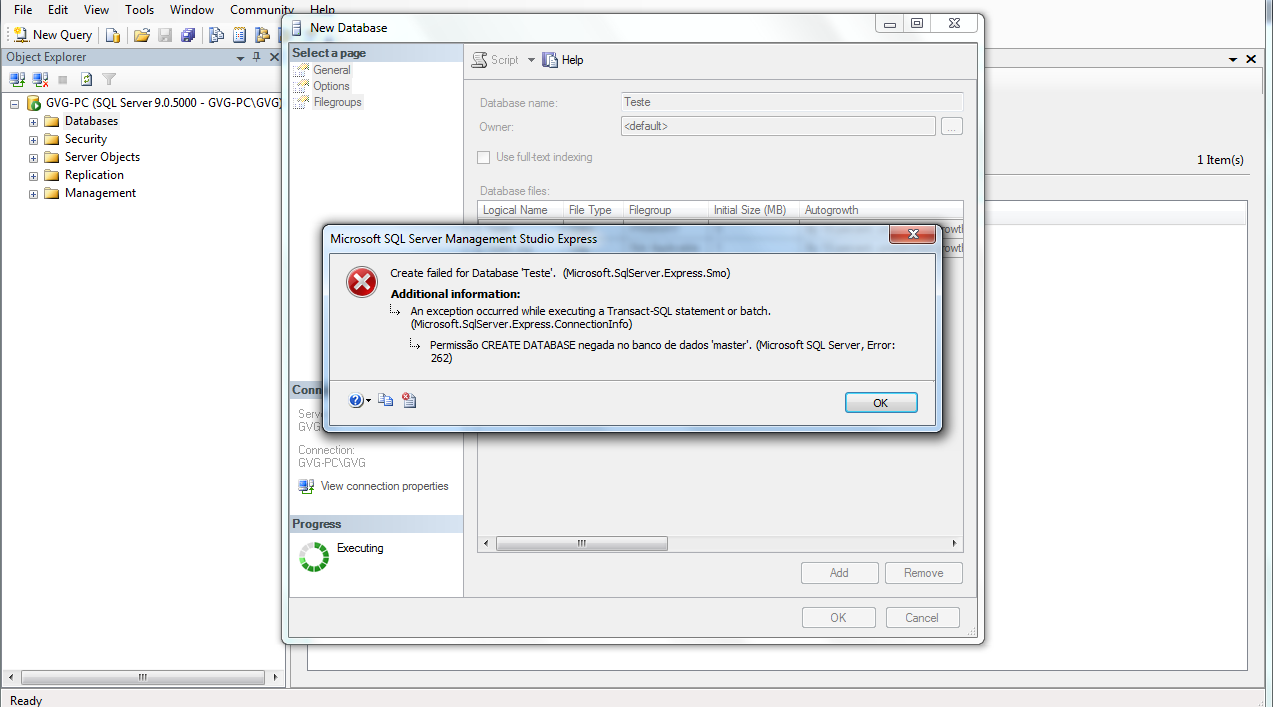 File Edit View Tools Window Community Help
New Query
Object Explorer
GVG-PC (SQL Server 9.0.5000 - GVG-PC\GVG)
Databases
Security
Server Objects
Replication
Management
New Database
Select a page
General
Options
Filegroups
Script Help
Database name: Teste
Owner: <default> ...
Use full-text indexing
Database files:
Logical Name File Type Filegroup Initial Size (MB) Autogrowth
1 Item(s)
Microsoft SQL Server Management Studio Express
Create failed for Database 'Teste'. (Microsoft.SqlServer.Express.Smo)
Additional information:
An exception occurred while executing a Transact-SQL statement or batch.
(Microsoft.SqlServer.Express.ConnectionInfo)
Permissão CREATE DATABASE negada no banco de dados 'master'. (Microsoft SQL Server, Error:
262)
OK
Connection:
GVG-PC\GVG
View connection properties
Progress
Executing
Add Remove
OK Cancel
Ready